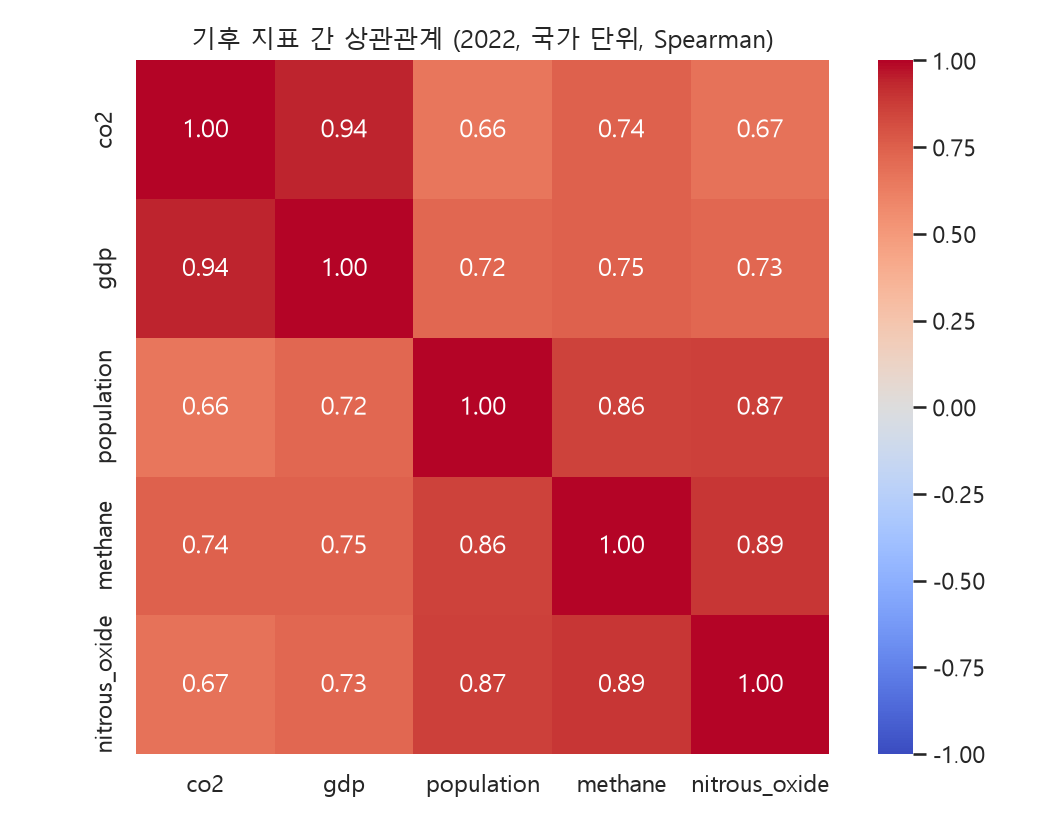 기후 지표 간 상관관계 (2022, 국가 단위, Spearman)
co2 1.00 0.94 0.66 0.74 0.67
gdp 0.94 1.00 0.72 0.75 0.73
population 0.66 0.72 1.00 0.86 0.87
methane 0.74 0.75 0.86 1.00 0.89
nitrous_oxide 0.67 0.73 0.87 0.89 1.00
co2 gdp population methane nitrous_oxide
1.00
0.75
0.50
0.25
0.00
-0.25
-0.50
-0.75
-1.00